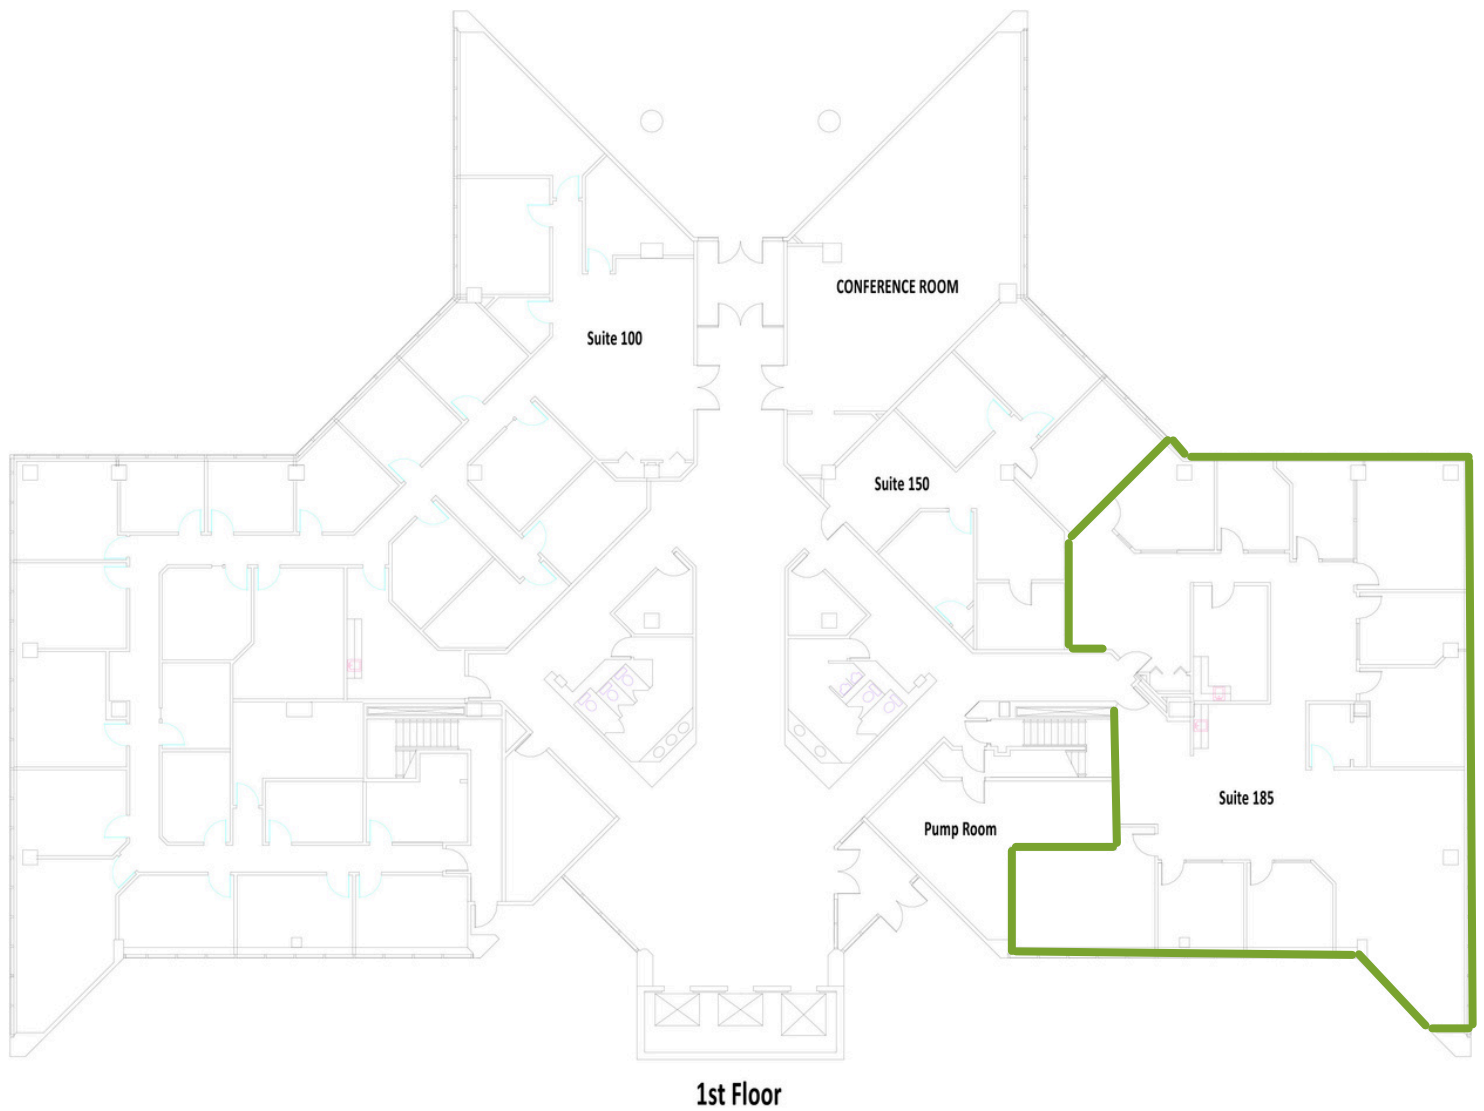 CONFERENCE ROOM
Suite 100
Suite 150
Suite 185
Pump Room
1st Floor